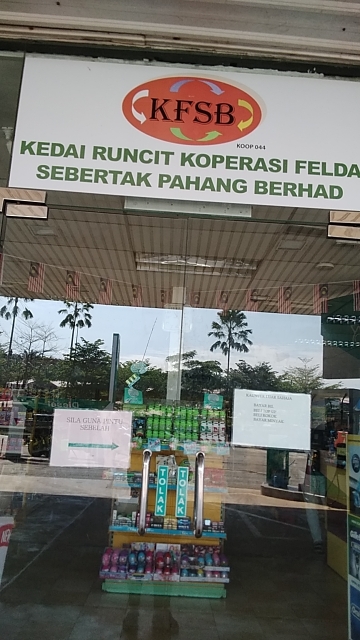 KFSB
KOOP 044
KEDAI RUNCIT KOPERASI FELDA
SEBERTAK PAHANG BERHAD
SILA GUNA PINTU
SEBELAH
TOLAK
TOLAK